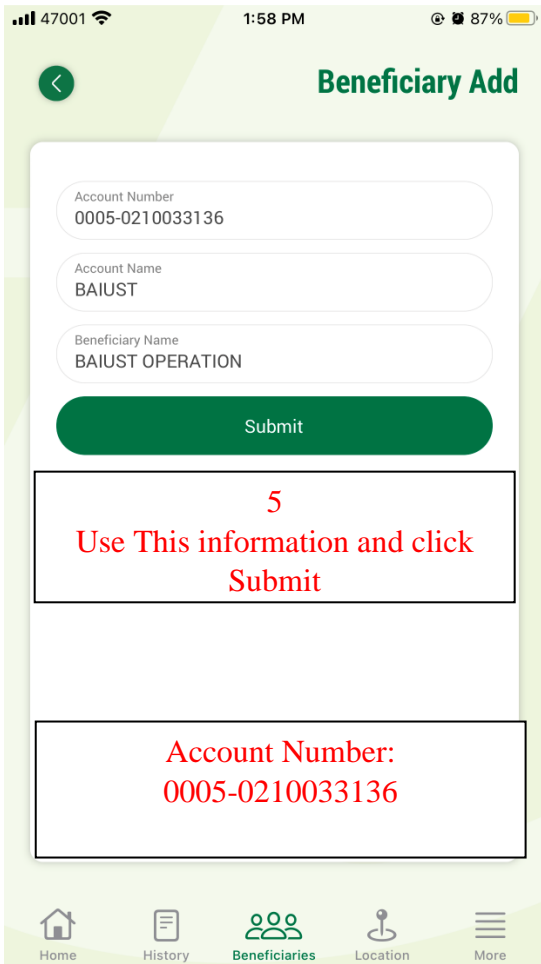 47001 1:58 PM 87%
Beneficiary Add
Account Number
0005-0210033136
Account Name
BAIUST
Beneficiary Name
BAIUST OPERATION
Submit
5
Use This information and click
Submit
Account Number:
0005-0210033136
Home History Beneficiaries Location More